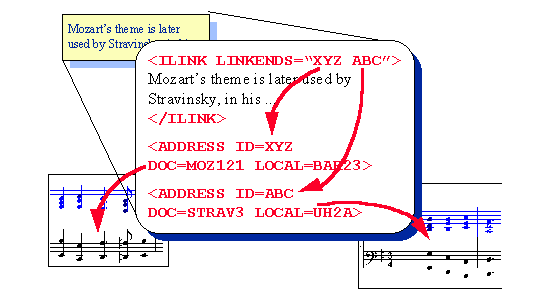 Mozart's theme is later
used by Stravinsky
<ILINK LINKENDS="XYZ ABC">
Mozart's theme is later used by
Stravinsky, in his ...
</ILINK>
<ADDRESS ID=XYZ
DOC=MOZ121 LOCAL=BAR23>
<ADDRESS ID=ABC
DOC=STRAV3 LOCAL=UH2A>